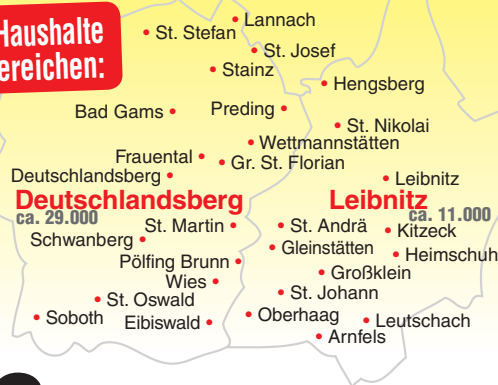 Haushalte
ereichen:
• Lannach
• St. Stefan
• St. Josef
• Stainz
• Hengsberg
Bad Gams •
Preding •
• St. Nikolai
• Wettmannstätten
Frauental •
• Gr. St. Florian
Deutschlandsberg •
• Leibnitz
Deutschlandsberg
ca. 29.000
Leibnitz
ca. 11.000
St. Martin •
• St. Andrä
• Kitzeck
Schwanberg •
• Gleinstätten
• Heimschuh
Pölfing Brunn •
• Großklein
Wies •
• St. Johann
• St. Oswald
• Soboth
Eibiswald •
• Oberhaag
• Leutschach
• Arnfels